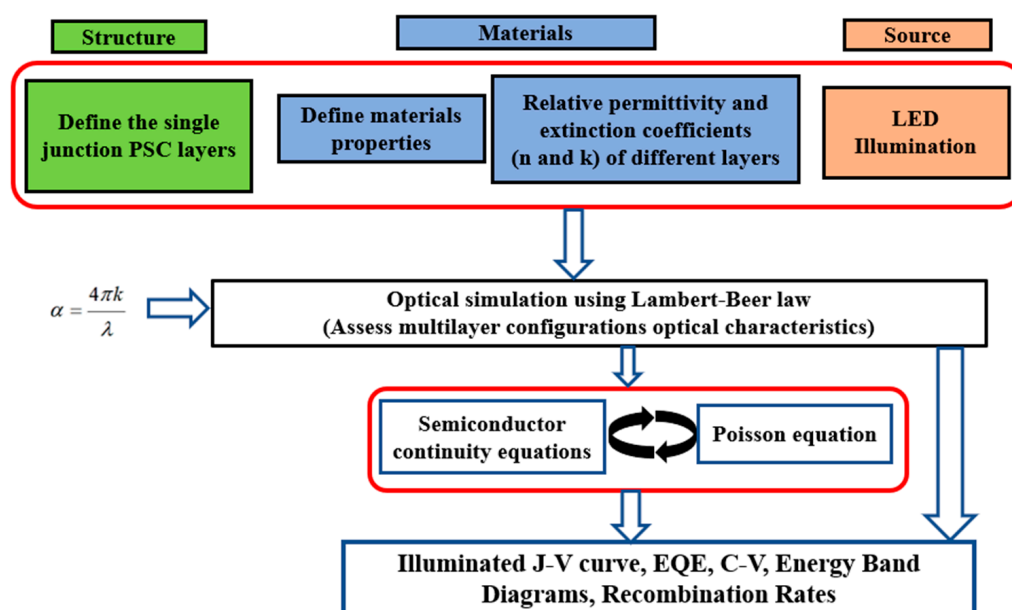 Structure
Materials
Source
Define the single
junction PSC layers
Define materials
properties
Relative permittivity and
extinction coefficients
(n and k) of different layers
LED
Illumination
α = 4πk / λ
Optical simulation using Lambert-Beer law
(Assess multilayer configurations optical characteristics)
Semiconductor
continuity equations
Poisson equation
Illuminated J-V curve, EQE, C-V, Energy Band
Diagrams, Recombination Rates